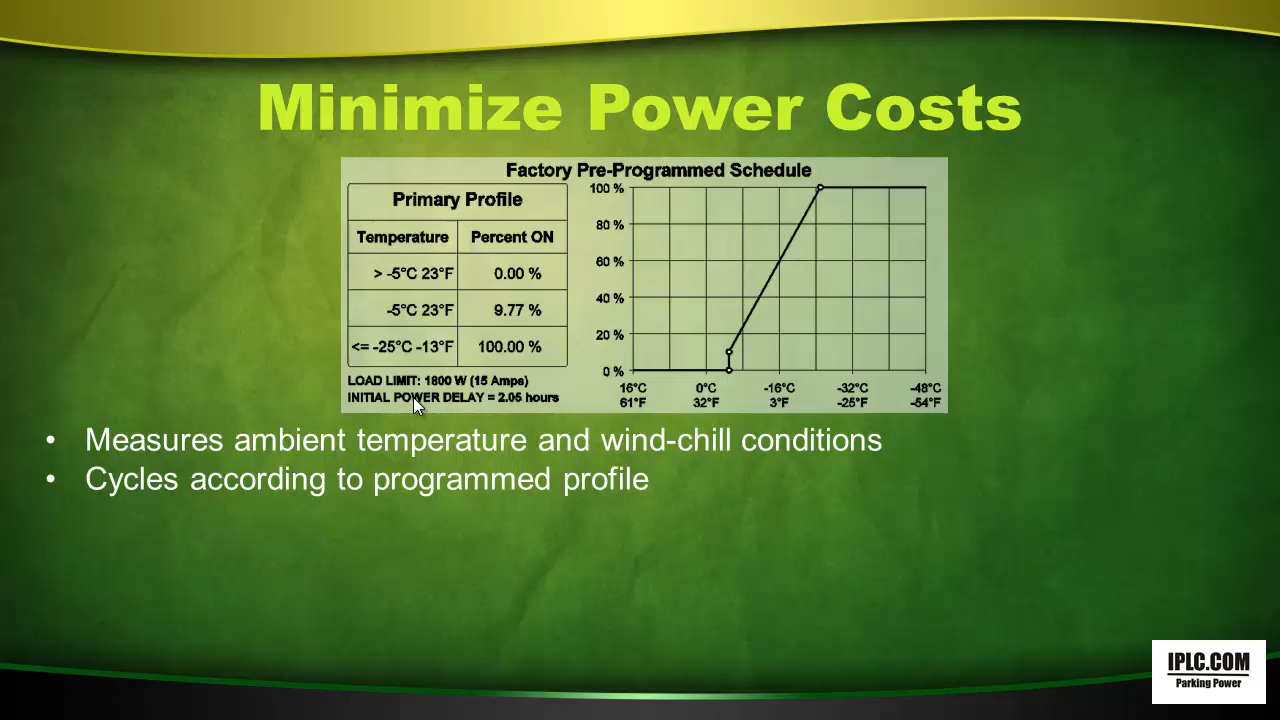 Minimize Power Costs
Factory Pre-Programmed Schedule
Primary Profile
Temperature Percent ON
> -5°C 23°F 0.00 %
-5°C 23°F 9.77 %
<= -25°C -13°F 100.00 %
LOAD LIMIT: 1800 W (15 Amps)
INITIAL POWER DELAY = 2.05 hours
100 %
80 %
60 %
40 %
20 %
0 %
16°C 0°C -16°C -32°C -48°C
61°F 32°F 3°F -25°F -54°F
• Measures ambient temperature and wind-chill conditions
• Cycles according to programmed profile
IPLC.COM
Parking Power